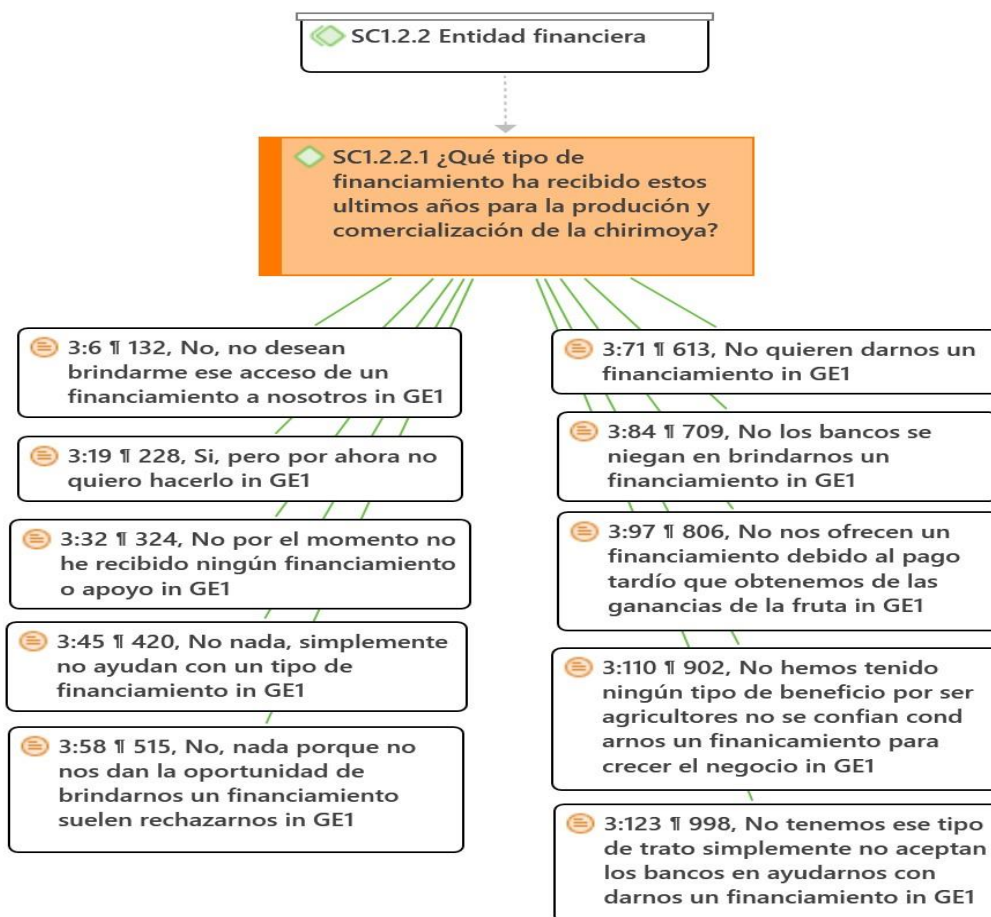 SC1.2.2 Entidad financiera
SC1.2.2.1 ¿Qué tipo de
financiamiento ha recibido estos
ultimos años para la produción y
comercialización de la chirimoya?
3:6 ¶ 132, No, no desean
brindarme ese acceso de un
financiamiento a nosotros in GE1
3:19 ¶ 228, Si, pero por ahora no
quiero hacerlo in GE1
3:32 ¶ 324, No por el momento no
he recibido ningún financiamiento
o apoyo in GE1
3:45 ¶ 420, No nada, simplemente
no ayudan con un tipo de
financiamiento in GE1
3:58 ¶ 515, No, nada porque no
nos dan la oportunidad de
brindarnos un financiamiento
suelen rechazarnos in GE1
3:71 ¶ 613, No quieren darnos un
financiamiento in GE1
3:84 ¶ 709, No los bancos se
niegan en brindarnos un
financiamiento in GE1
3:97 ¶ 806, No nos ofrecen un
financiamiento debido al pago
tardío que obtenemos de las
ganancias de la fruta in GE1
3:110 ¶ 902, No hemos tenido
ningún tipo de beneficio por ser
agricultores no se confian cond
arnos un finanicamiento para
crecer el negocio in GE1
3:123 ¶ 998, No tenemos ese tipo
de trato simplemente no aceptan
los bancos en ayudarnos con
darnos un financiamiento in GE1